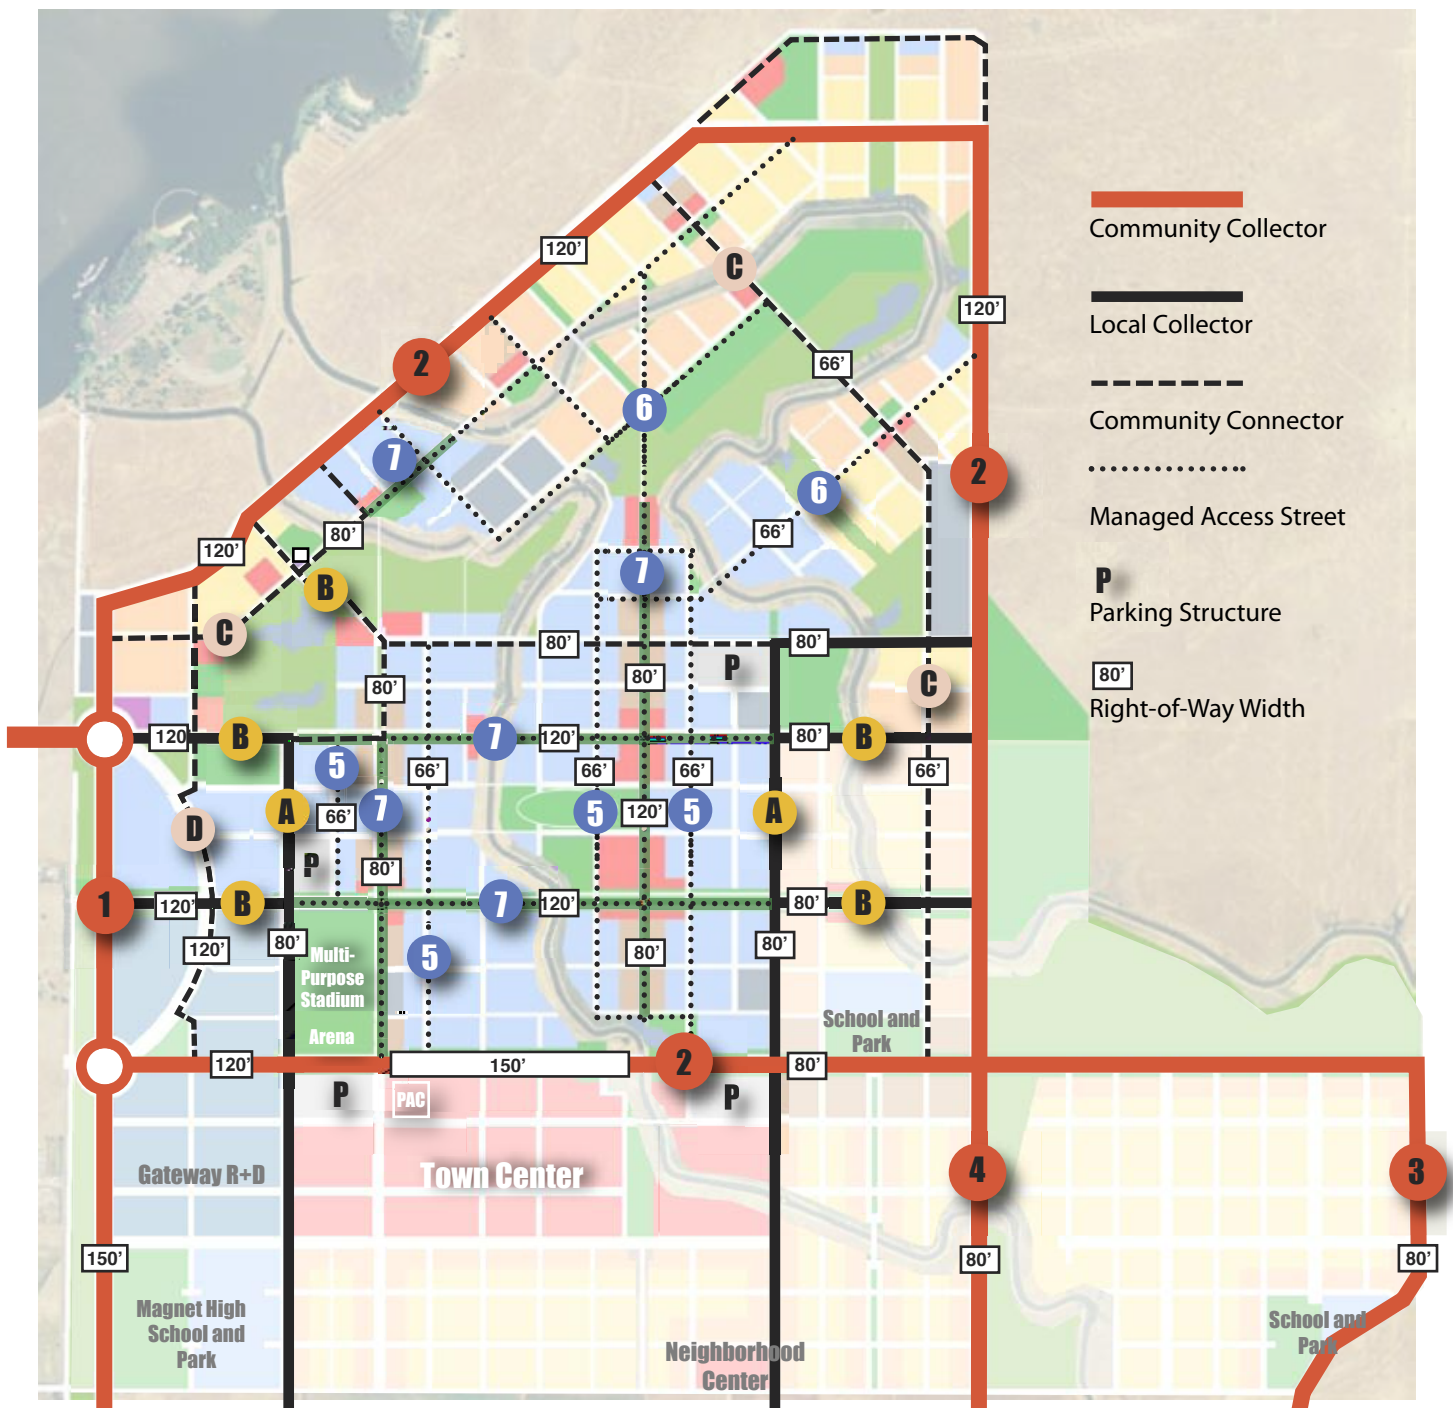 120’
C
120’
Community Collector
Local Collector
2
66’
6
Community Connector
7
2
6
Managed Access Street
120’
80’
66’
7
B
P
Parking Structure
C
80’
80’
P
80’
80’
C
80’
Right-of-Way Width
120’
B
7
120’
80’
B
5
66’
66’
66’
66’
A
66’
7
5
120’
5
A
D
P
80’
1
120’
B
7
120’
80’
B
120’
80’
Multi-
Purpose
Stadium
Arena
5
80’
80’
School and
Park
120’
150’
2
80’
P
PAC
P
Gateway R+D
Town Center
4
3
150’
80’
80’
Magnet High
School and
Park
School and
Park
Neighborhood
Center